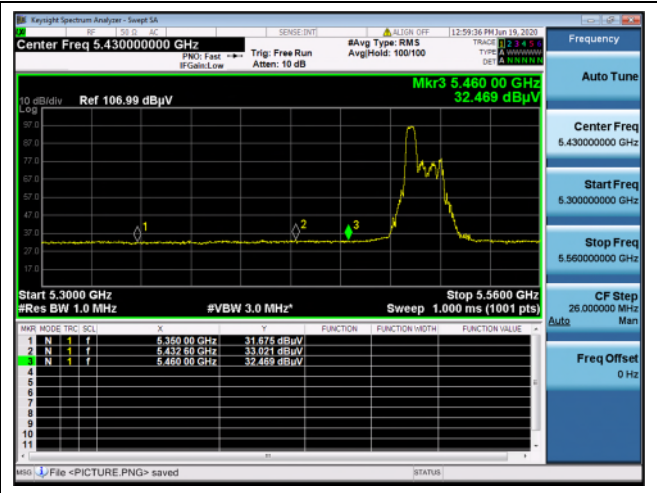 Keysight Spectrum Analyzer - Swept SA
RF 50 Ω AC SENSE:INT ALIGN OFF 12:59:36 PM Jun 19, 2020
Center Freq 5.430000000 GHz
PNO: Fast
IFGain:Low
Trig: Free Run
Atten: 10 dB
#Avg Type: RMS
Avg|Hold: 100/100
TRACE 1 2 3 4 5 6
TYPE A WWWWW
DET A N N N N N
Mkr3 5.460 00 GHz
32.469 dBµV
10 dB/div Ref 106.99 dBµV
Log
97.0
87.0
77.0
67.0
57.0
47.0
37.0
27.0
17.0
1
2
3
Start 5.3000 GHz Stop 5.5600 GHz
#Res BW 1.0 MHz #VBW 3.0 MHz* Sweep 1.000 ms (1001 pts)
MKR MODE TRC SCL X Y FUNCTION FUNCTION WIDTH FUNCTION VALUE
1 N 1 f 5.350 00 GHz 31.675 dBµV
2 N 1 f 5.432 60 GHz 33.021 dBµV
3 N 1 f 5.460 00 GHz 32.469 dBµV
4
5
6
7
8
9
10
11
MSG File <PICTURE.PNG> saved STATUS
Frequency
Auto Tune
Center Freq
5.430000000 GHz
Start Freq
5.300000000 GHz
Stop Freq
5.560000000 GHz
CF Step
26.000000 MHz
Auto Man
Freq Offset
0 Hz